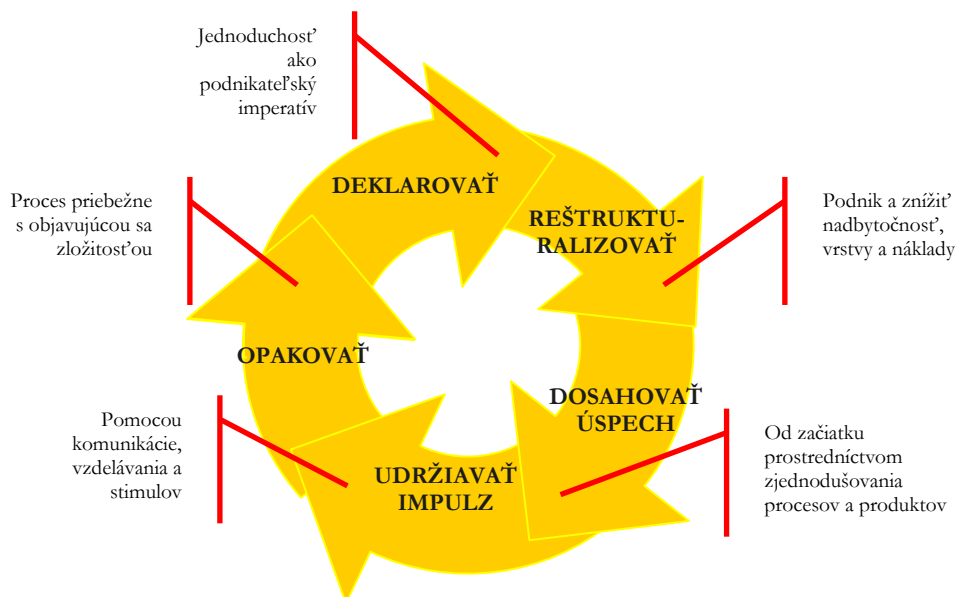 Jednoduchosť
ako
podnikateľský
imperatív
DEKLAROVAŤ
Proces priebežne
s objavujúcou sa
zložitosťou
REŠTRUKTU-
RALIZOVAŤ
Podnik a znížiť
nadbytočnosť,
vrstvy a náklady
OPAKOVAŤ
DOSAHOVAŤ
ÚSPECH
Pomocou
komunikácie,
vzdelávania a
stimulov
UDRŽIAVAŤ
IMPULZ
Od začiatku
prostredníctvom
zjednodušovania
procesov a produktov